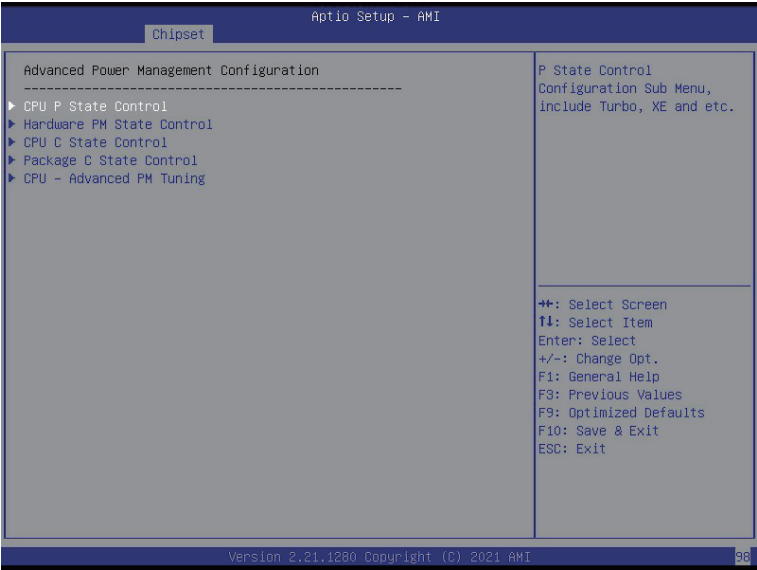 Aptio Setup – AMI
Chipset
Advanced Power Management Configuration
--------------------------------------------------
CPU P State Control
Hardware PM State Control
CPU C State Control
Package C State Control
CPU – Advanced PM Tuning
P State Control
Configuration Sub Menu,
include Turbo, XE and etc.
→←: Select Screen
↑↓: Select Item
Enter: Select
+/-: Change Opt.
F1: General Help
F3: Previous Values
F9: Optimized Defaults
F10: Save & Exit
ESC: Exit
Version 2.21.1280 Copyright (C) 2021 AMI
98